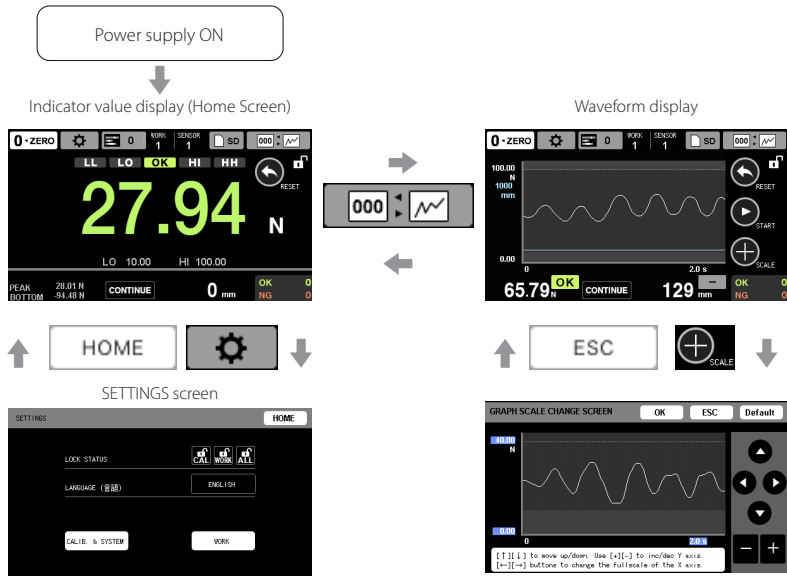 Power supply ON
Indicator value display (Home Screen)
0 ZERO 0 WORK 1 SENSOR 1 SD 000
LL LO OK HI HH
RESET
27.94 N
LO 10.00 HI 100.00
PEAK 28.01 N
BOTTOM -94.48 N
CONTINUE
0 mm
OK 0
NG 0
000
Waveform display
0 ZERO 0 WORK 1 SENSOR 1 SD 000
100.00
N
1000
mm
0.00
0 2.0 s
RESET
START
SCALE
65.79 N OK CONTINUE 129 mm −
OK 0
NG 0
HOME
SETTINGS screen
SETTINGS HOME
LOCK STATUS CAL WORK ALL
LANGUAGE (言語) ENGLISH
CALIB. & SYSTEM WORK
ESC
SCALE
GRAPH SCALE CHANGE SCREEN OK ESC Default
40.00
N
0.00
0 2.0 s
− +
[↑][↓] to move up/down. Use [+][-] to inc/dec Y axis.
[←][→] buttons to change the fullscale of the X axis.